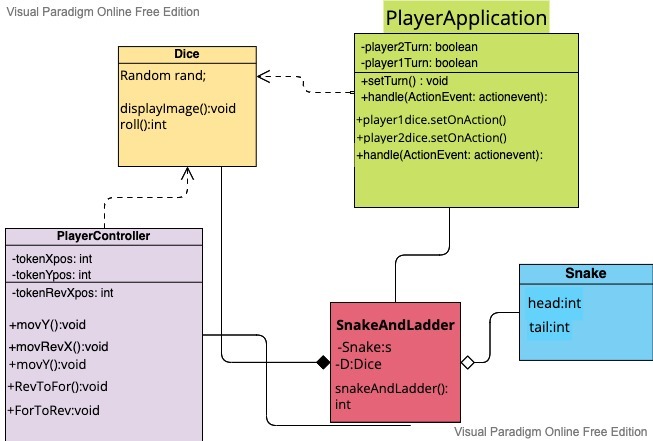 Visual Paradigm Online Free Edition
PlayerApplication
-player2Turn: boolean
-player1Turn: boolean
+setTurn() : void
+handle(ActionEvent: actionevent):
+player1dice.setOnAction()
+player2dice.setOnAction()
+handle(ActionEvent: actionevent):
Dice
Random rand;
displayImage():void
roll():int
PlayerController
-tokenXpos: int
-tokenYpos: int
-tokenRevXpos: int
+movY():void
+movRevX():void
+movY():void
+RevToFor():void
+ForToRev:void
SnakeAndLadder
-Snake:s
-D:Dice
snakeAndLadder():
int
Snake
head:int
tail:int
Visual Paradigm Online Free Edition